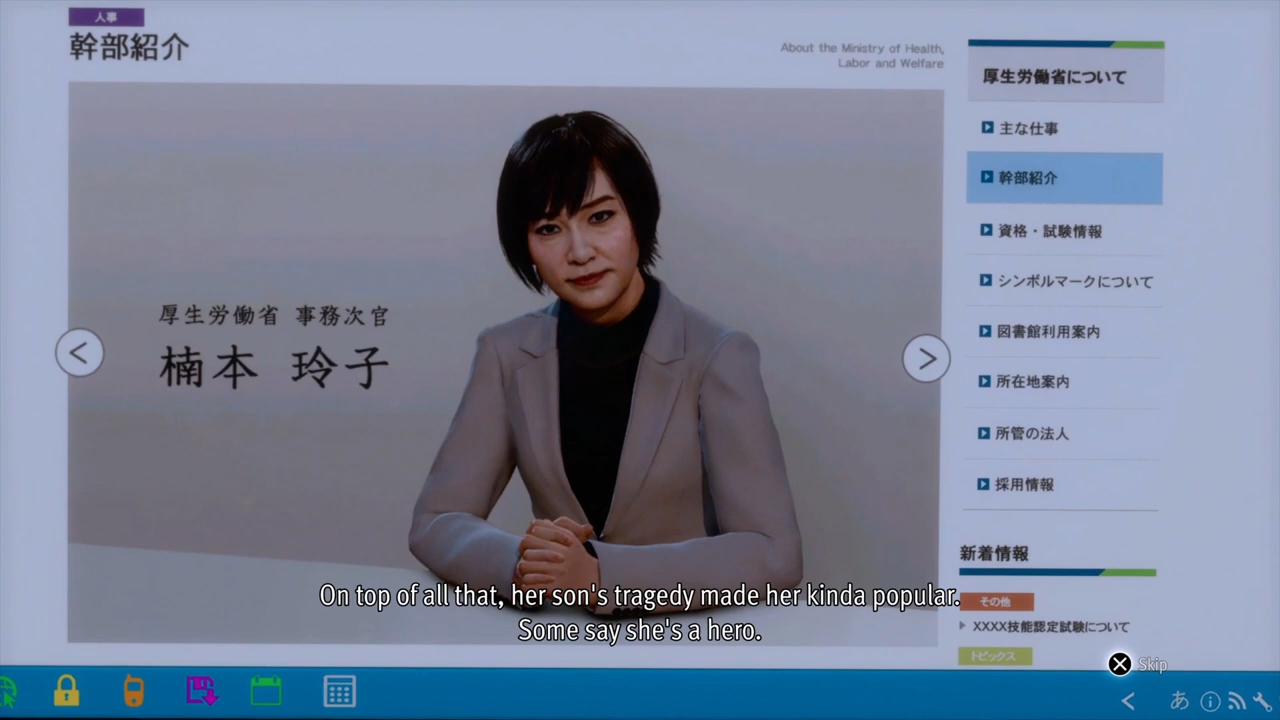 人事
幹部紹介
About the Ministry of Health,
Labor and Welfare
厚生労働省 事務次官
楠本 玲子
厚生労働省について
主な仕事
幹部紹介
資格・試験情報
シンボルマークについて
図書館利用案内
所在地案内
所管の法人
採用情報
新着情報
その他
XXXX技能認定試験について
トピックス
On top of all that, her son's tragedy made her kinda popular.
Some say she's a hero.
Skip
あ